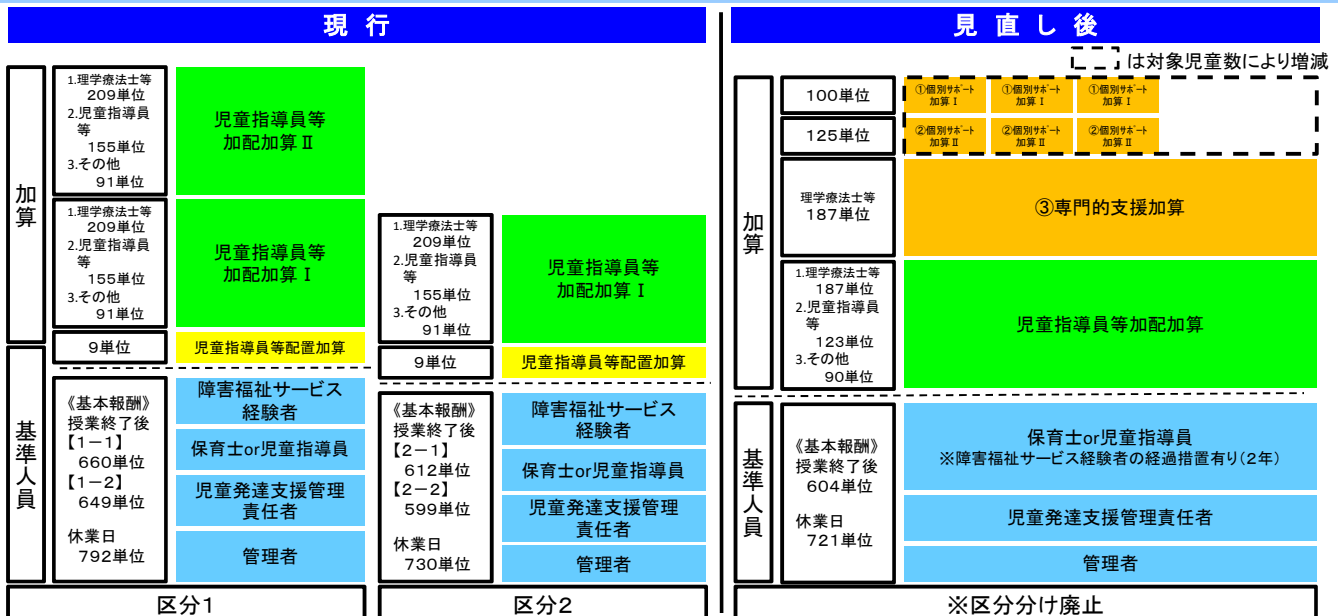 現 行
加算
1.理学療法士等
209単位
2.児童指導員
等
155単位
3.その他
91単位
児童指導員等
加配加算Ⅱ
1.理学療法士等
209単位
2.児童指導員
等
155単位
3.その他
91単位
児童指導員等
加配加算Ⅰ
9単位
児童指導員等配置加算
基準人員
《基本報酬》
授業終了後
【1-1】
660単位
【1-2】
649単位
休業日
792単位
障害福祉サービス
経験者
保育士or児童指導員
児童発達支援管理
責任者
管理者
区分1
1.理学療法士等
209単位
2.児童指導員
等
155単位
3.その他
91単位
児童指導員等
加配加算Ⅰ
9単位
児童指導員等配置加算
《基本報酬》
授業終了後
【2-1】
612単位
【2-2】
599単位
休業日
730単位
障害福祉サービス
経験者
保育士or児童指導員
児童発達支援管理
責任者
管理者
区分2
見 直 し 後
は対象児童数により増減
加算
100単位
①個別サポート
加算Ⅰ
①個別サポート
加算Ⅰ
①個別サポート
加算Ⅰ
125単位
②個別サポート
加算Ⅱ
②個別サポート
加算Ⅱ
②個別サポート
加算Ⅱ
理学療法士等
187単位
③専門的支援加算
1.理学療法士等
187単位
2.児童指導員
等
123単位
3.その他
90単位
児童指導員等加配加算
基準人員
《基本報酬》
授業終了後
604単位
休業日
721単位
保育士or児童指導員
※障害福祉サービス経験者の経過措置有り(2年)
児童発達支援管理責任者
管理者
※区分分け廃止